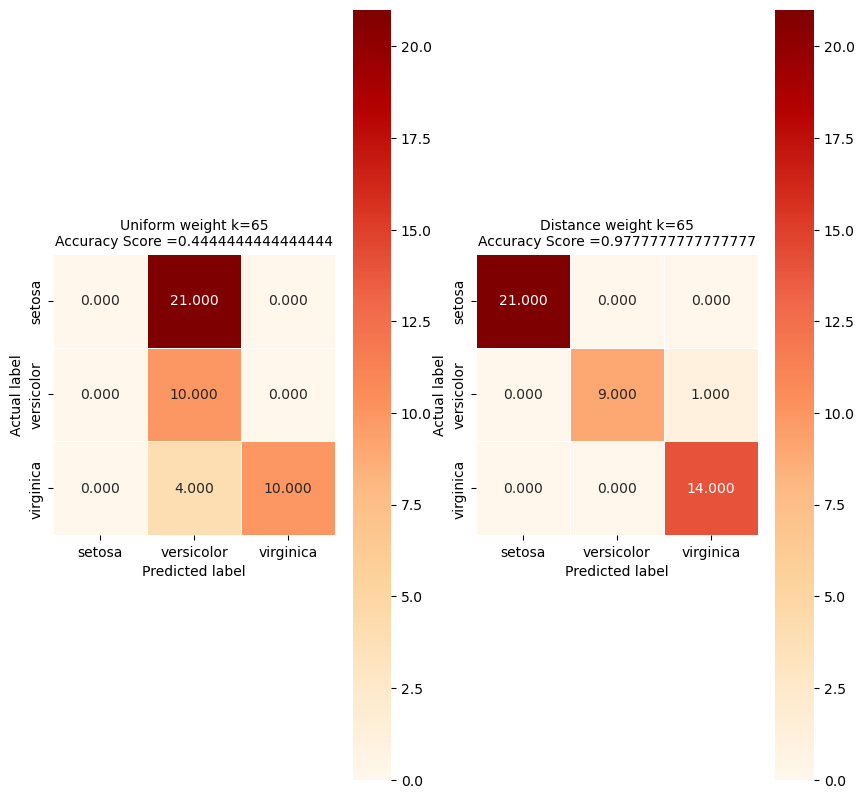 Uniform weight k=65
Accuracy Score =0.4444444444444444
Actual label
setosa
0.000 21.000 0.000
versicolor
0.000 10.000 0.000
virginica
0.000 4.000 10.000
setosa versicolor virginica
Predicted label
20.0
17.5
15.0
12.5
10.0
7.5
5.0
2.5
0.0
Distance weight k=65
Accuracy Score =0.9777777777777777
Actual label
setosa
21.000 0.000 0.000
versicolor
0.000 9.000 1.000
virginica
0.000 0.000 14.000
setosa versicolor virginica
Predicted label
20.0
17.5
15.0
12.5
10.0
7.5
5.0
2.5
0.0